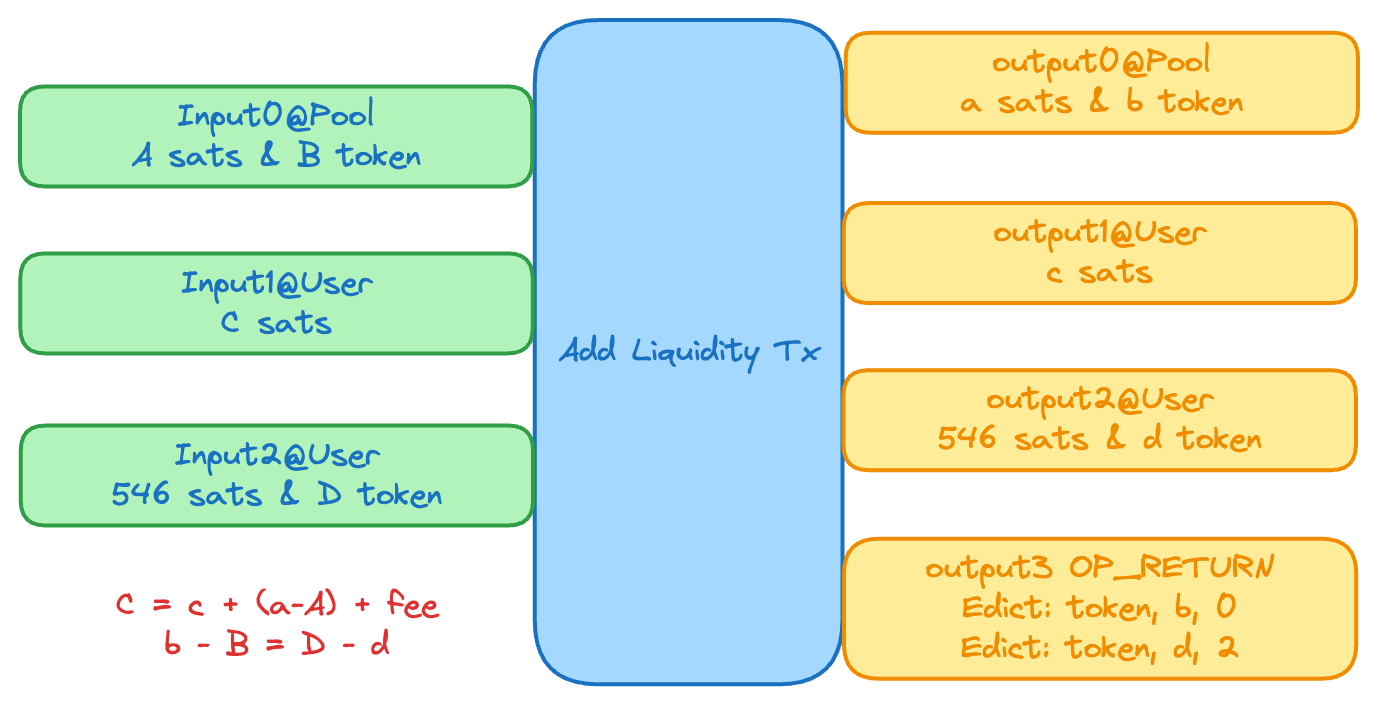 Input0@Pool
A sats & B token
Input1@User
C sats
Input2@User
546 sats & D token
C = c + (a-A) + fee
b - B = D - d
Add Liquidity Tx
output0@Pool
a sats & b token
output1@User
c sats
output2@User
546 sats & d token
output3 OP_RETURN
Edict: token, b, 0
Edict: token, d, 2